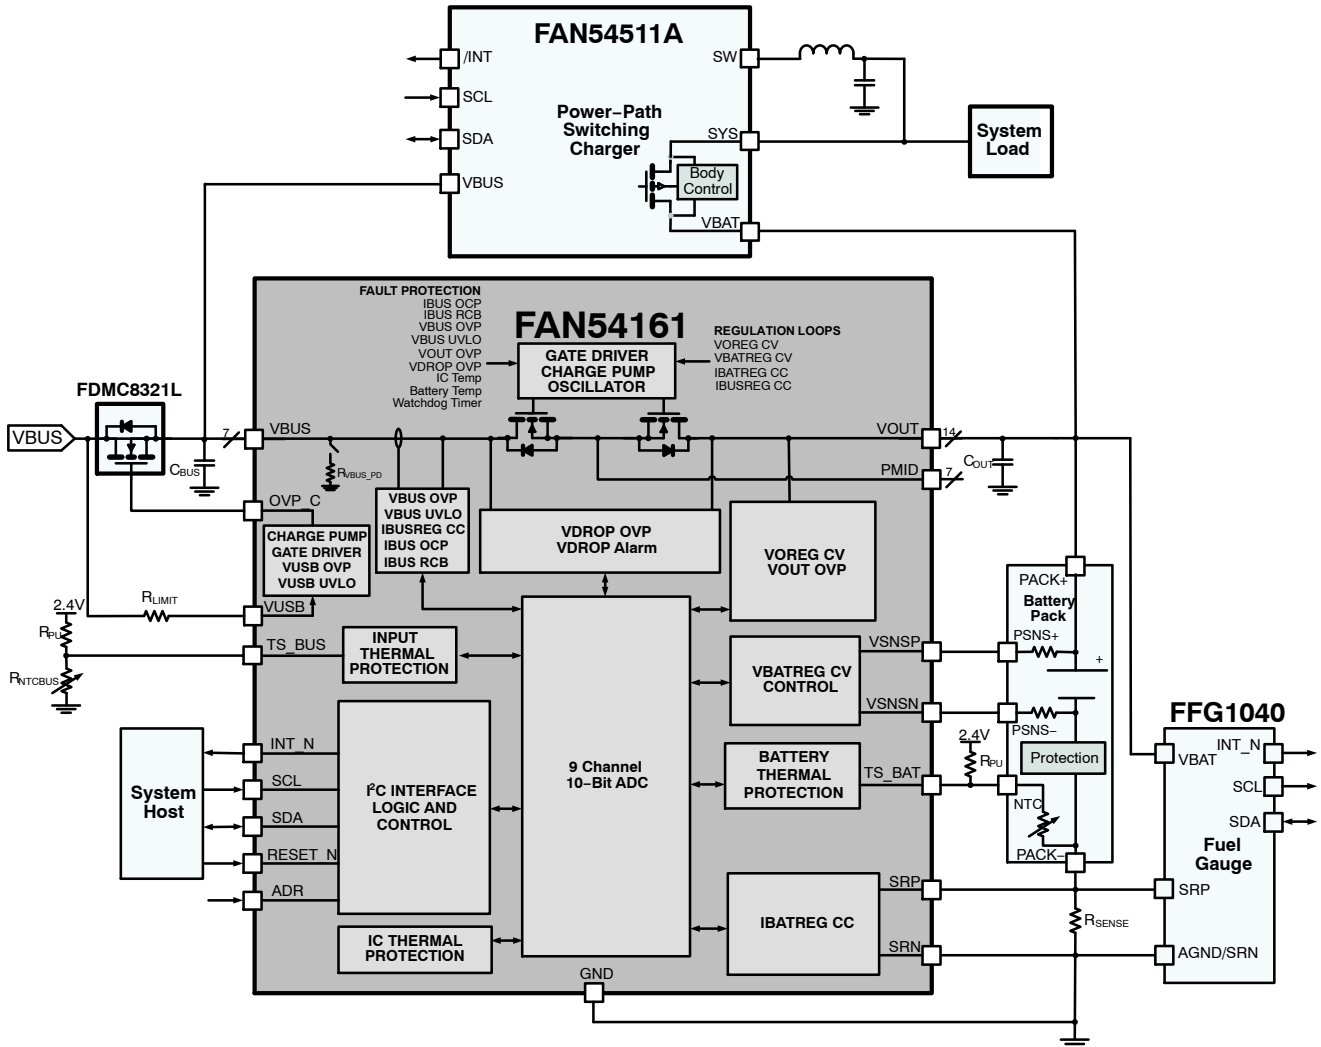 FAN54511A
/INT
SCL
SDA
VBUS
Power−Path
Switching
Charger
SW
SYS
Body
Control
VBAT
System
Load
FAULT PROTECTION
IBUS OCP
IBUS RCB
VBUS OVP
VBUS UVLO
VOUT OVP
VDROP OVP
IC Temp
Battery Temp
Watchdog Timer
FAN54161
GATE DRIVER
CHARGE PUMP
OSCILLATOR
REGULATION LOOPS
VOREG CV
VBATREG CV
IBATREG CC
IBUSREG CC
FDMC8321L
VBUS
7
VBUS
CBUS
RVBUS_PD
VOUT
14
PMID
7
COUT
OVP_C
CHARGE PUMP
GATE DRIVER
VUSB OVP
VUSB UVLO
VBUS OVP
VBUS UVLO
IBUSREG CC
IBUS OCP
IBUS RCB
VDROP OVP
VDROP Alarm
VOREG CV
VOUT OVP
2.4V
RPU
RLIMIT
VUSB
TS_BUS
RNTCBUS
INPUT
THERMAL
PROTECTION
VBATREG CV
CONTROL
VSNSP
VSNSN
PACK+
Battery
Pack
PSNS+
+
PSNS−
Protection
NTC
PACK−
2.4V
RPU
FFG1040
VBAT
INT_N
SCL
SDA
Fuel
Gauge
SRP
AGND/SRN
System
Host
INT_N
SCL
SDA
RESET_N
ADR
I2C INTERFACE
LOGIC AND
CONTROL
9 Channel
10−Bit ADC
BATTERY
THERMAL
PROTECTION
TS_BAT
IC THERMAL
PROTECTION
IBATREG CC
SRP
SRN
RSENSE
GND